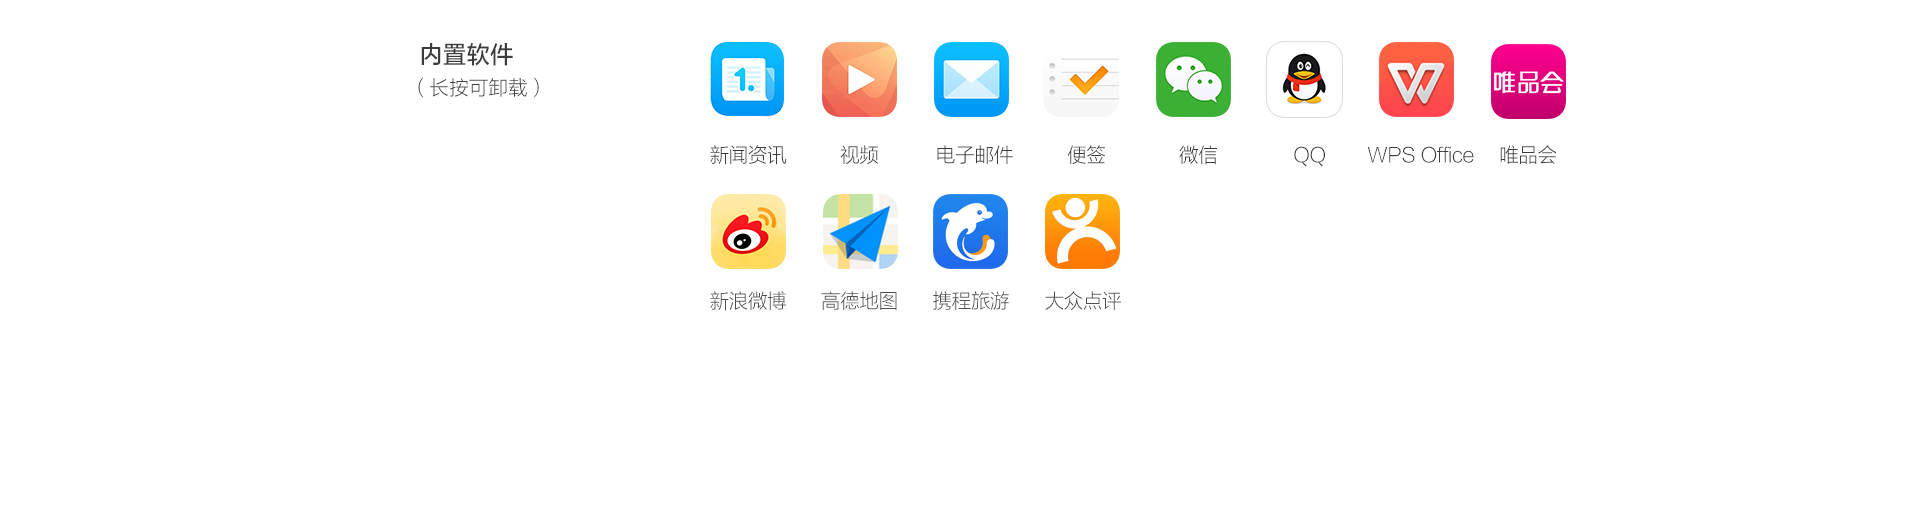 内置软件
（长按可卸载）
1.
唯品会
新闻资讯 视频 电子邮件 便签 微信 QQ WPS Office 唯品会
新浪微博 高德地图 携程旅游 大众点评